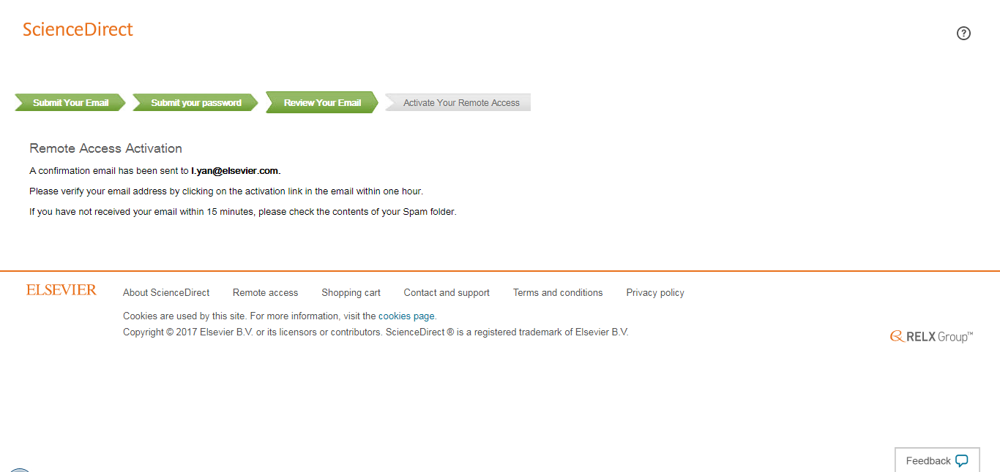 ScienceDirect
?
Submit Your Email
Submit your password
Review Your Email
Activate Your Remote Access
Remote Access Activation
A confirmation email has been sent to l.yan@elsevier.com.
Please verify your email address by clicking on the activation link in the email within one hour.
If you have not received your email within 15 minutes, please check the contents of your Spam folder.
ELSEVIER
About ScienceDirect Remote access Shopping cart Contact and support Terms and conditions Privacy policy
Cookies are used by this site. For more information, visit the cookies page.
Copyright © 2017 Elsevier B.V. or its licensors or contributors. ScienceDirect ® is a registered trademark of Elsevier B.V.
RELX Group™
Feedback